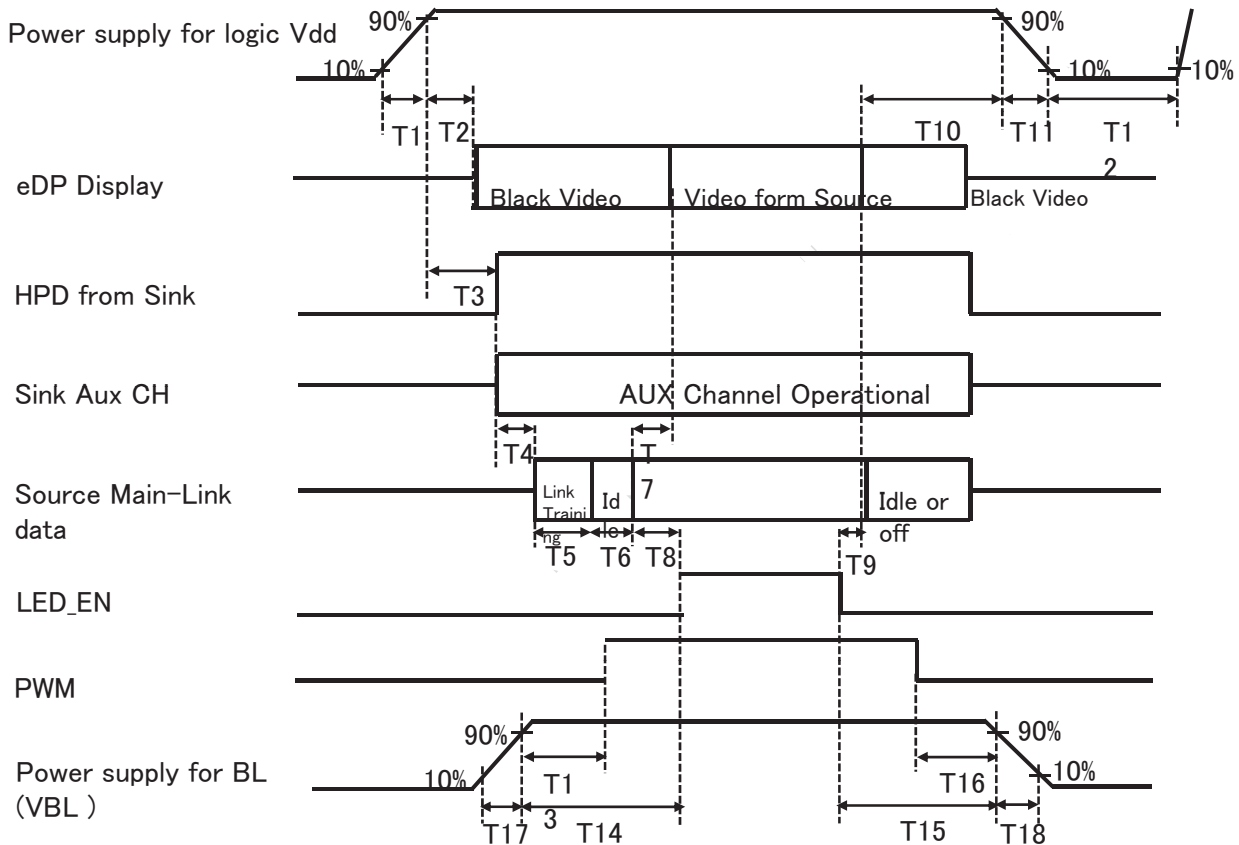 90%
90%
Power supply for logic Vdd
10%
10%
10%
T1
T2
T10
T11
T1
2
eDP Display
Black Video
Video form Source
Black Video
HPD from Sink
T3
Sink Aux CH
AUX Channel Operational
T4
T
7
Source Main-Link
data
Link
Traini
ng
Id
le
Idle or
off
T5
T6
T8
T9
LED_EN
PWM
90%
90%
Power supply for BL
(VBL )
10%
10%
T1
3
T16
T17
T14
T15
T18